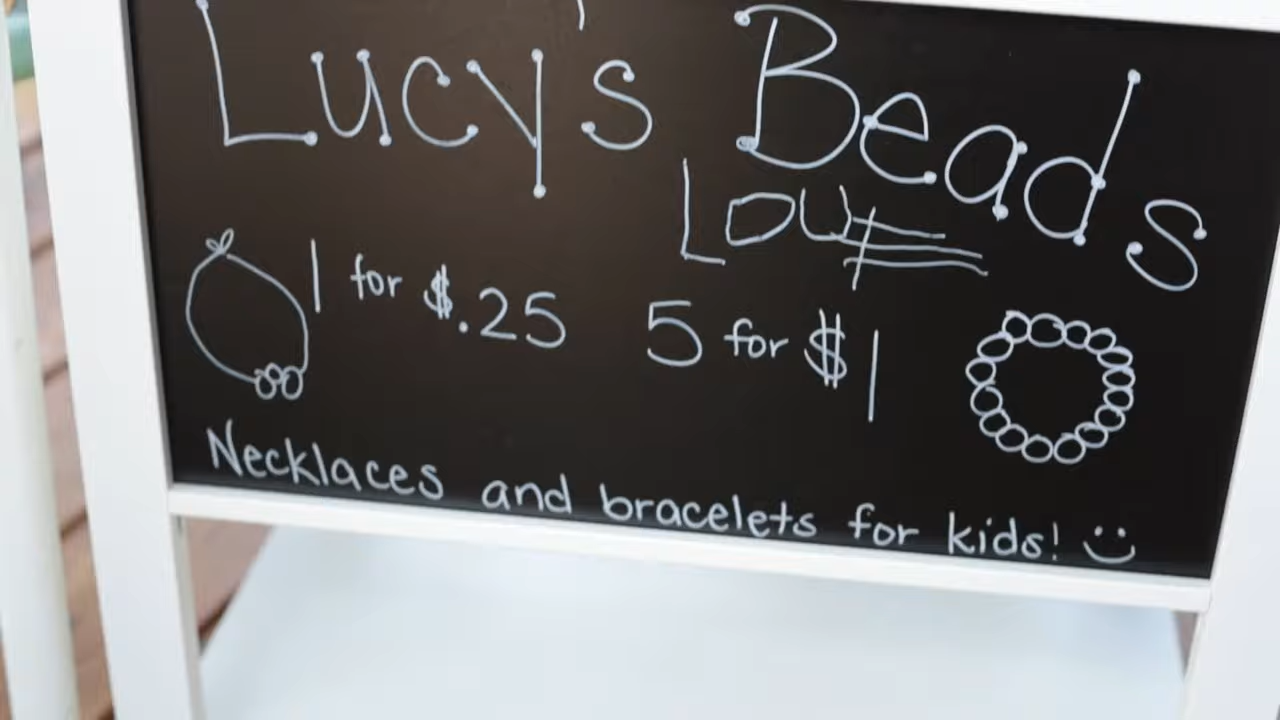 Lucy's Beads
LOU
1 for $.25
5 for $1
Necklaces and bracelets for kids!